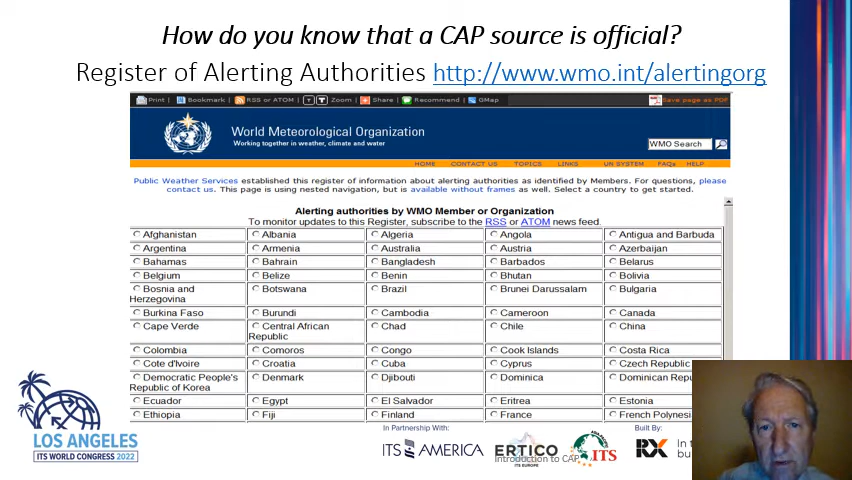 How do you know that a CAP source is official?
Register of Alerting Authorities http://www.wmo.int/alertingorg
Print Bookmark RSS or ATOM T T Zoom Share Recommend GMap Save page as PDF
World Meteorological Organization
Working together in weather, climate and water
WMO Search
HOME CONTACT US TOPICS LINKS UN SYSTEM FAQs HELP
Public Weather Services established this register of information about alerting authorities as identified by Members. For questions, please
contact us. This page is using nested navigation, but is available without frames as well. Select a country to get started.
Alerting authorities by WMO Member or Organization
To monitor updates to this Register, subscribe to the RSS or ATOM news feed.
Afghanistan Albania Algeria Angola Antigua and Barbuda
Argentina Armenia Australia Austria Azerbaijan
Bahamas Bahrain Bangladesh Barbados Belarus
Belgium Belize Benin Bhutan Bolivia
Bosnia and Botswana Brazil Brunei Darussalam Bulgaria
Herzegovina
Burkina Faso Burundi Cambodia Cameroon Canada
Cape Verde Central African Chad Chile China
Republic
Colombia Comoros Congo Cook Islands Costa Rica
Cote d'Ivoire Croatia Cuba Cyprus Czech Republic
Democratic People's Denmark Djibouti Dominica Dominican Repu
Republic of Korea
Ecuador Egypt El Salvador Eritrea Estonia
Ethiopia Fiji Finland France French Polynesi
LOS ANGELES
ITS WORLD CONGRESS 2022
In Partnership With:
ITS AMERICA
ERTICO
ITS EUROPE
ITS
Introduction to CAP
Built By:
RX
In t
bu